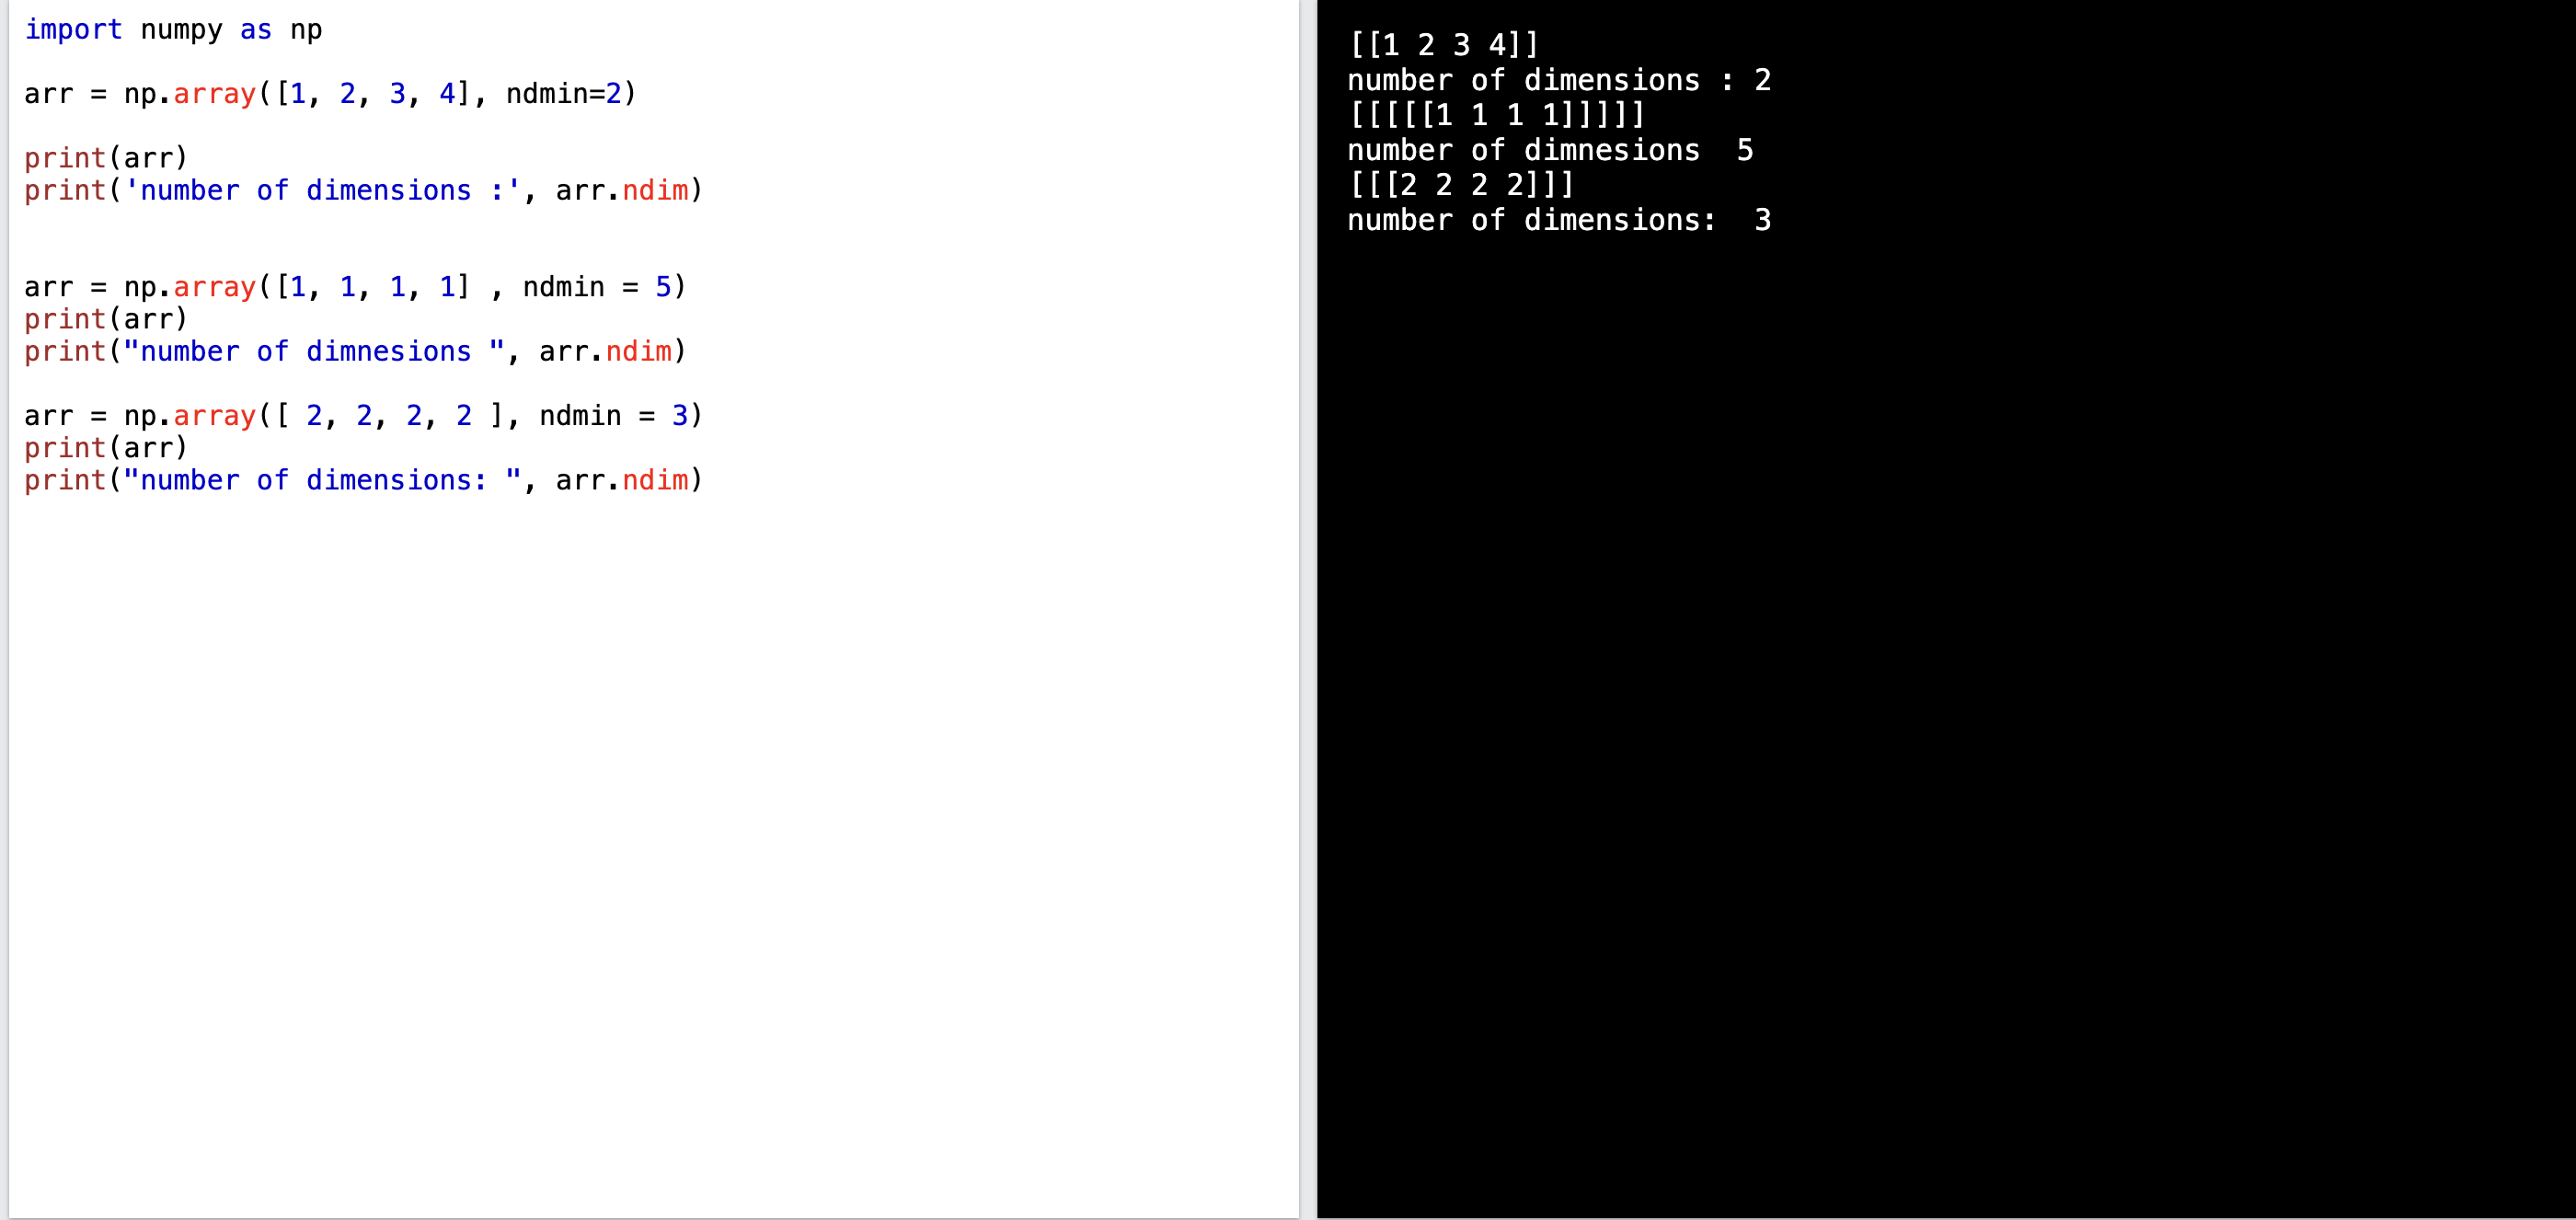 import numpy as np
arr = np.array([1, 2, 3, 4], ndmin=2)
print(arr)
print('number of dimensions :', arr.ndim)
arr = np.array([1, 1, 1, 1] , ndmin = 5)
print(arr)
print("number of dimnesions ", arr.ndim)
arr = np.array([ 2, 2, 2, 2 ], ndmin = 3)
print(arr)
print("number of dimensions: ", arr.ndim)
[[1 2 3 4]]
number of dimensions : 2
[[[[[1 1 1 1]]]]]
number of dimnesions  5
[[[2 2 2 2]]]
number of dimensions:  3